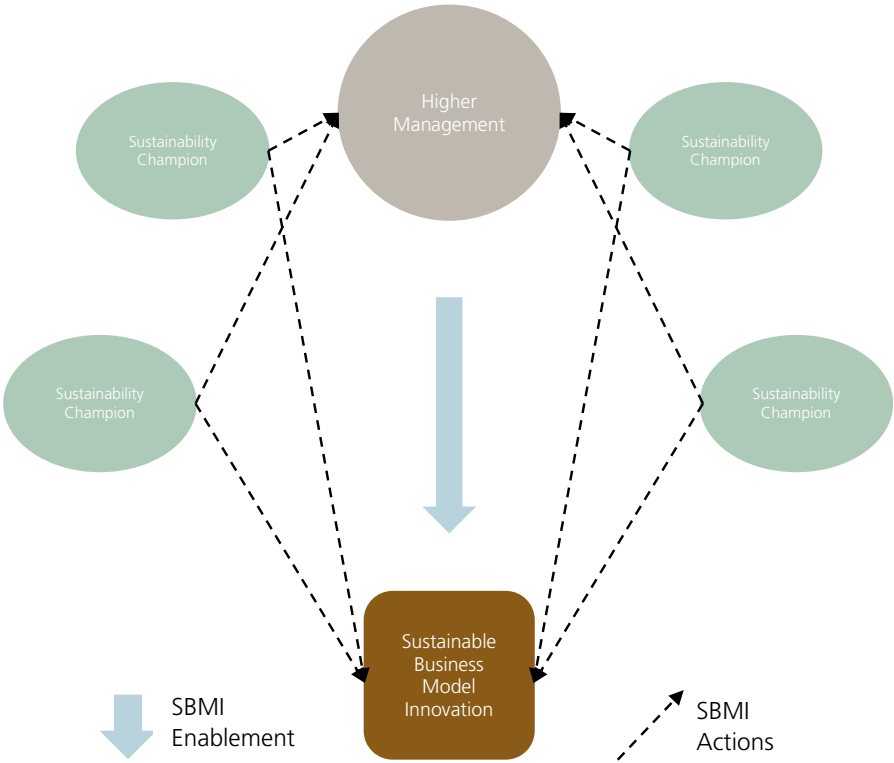 Higher
Management
Sustainability
Champion
Sustainability
Champion
Sustainability
Champion
Sustainability
Champion
Sustainable
Business
Model
Innovation
SBMI
Enablement
SBMI
Actions